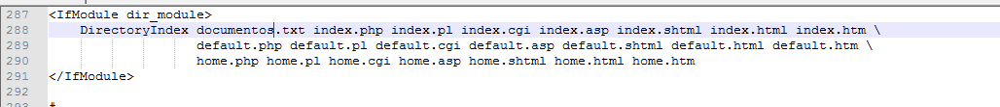 287 <IfModule dir_module>
288 DirectoryIndex documentos.txt index.php index.pl index.cgi index.asp index.shtml index.html index.htm \
289 default.php default.pl default.cgi default.asp default.shtml default.html default.htm \
290 home.php home.pl home.cgi home.asp home.shtml home.html home.htm
291 </IfModule>
292
293 #